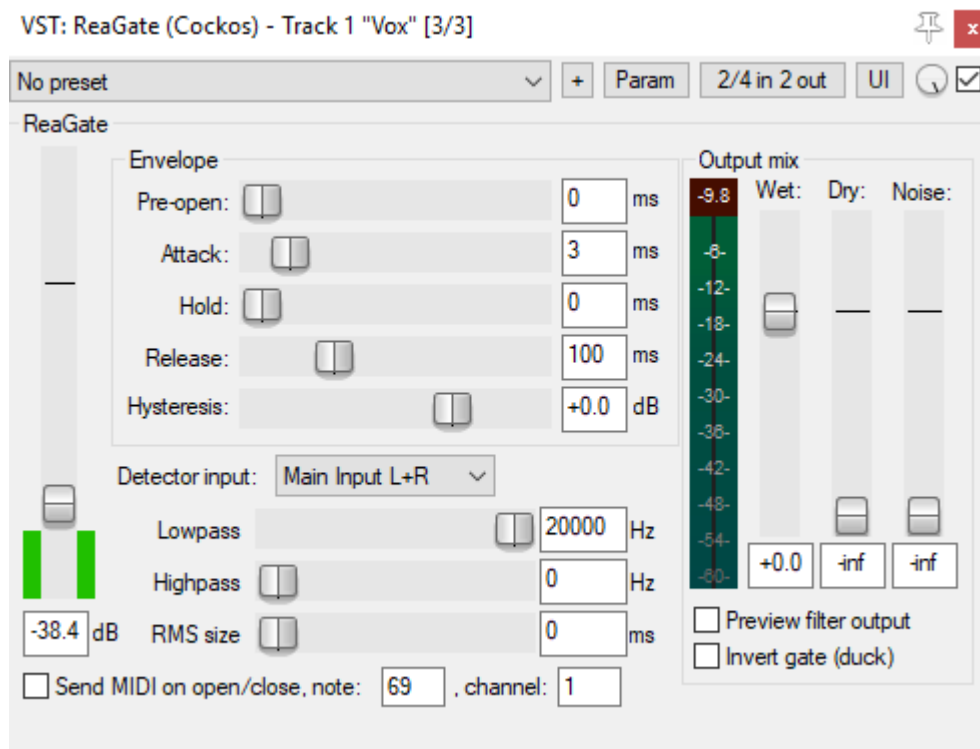 VST: ReaGate (Cockos) - Track 1 "Vox" [3/3]
x
No preset
+
Param
2/4 in 2 out
UI
ReaGate
Envelope
Pre-open:
0
ms
Attack:
3
ms
Hold:
0
ms
Release:
100
ms
Hysteresis:
+0.0
dB
Detector input:
Main Input L+R
Lowpass
20000
Hz
Highpass
0
Hz
-38.4
dB
RMS size
0
ms
Send MIDI on open/close, note:
69
, channel:
1
Output mix
Wet:
Dry:
Noise:
-9.8
-6-
-12-
-18-
-24-
-30-
-36-
-42-
-48-
-54-
-60-
+0.0
-inf
-inf
Preview filter output
Invert gate (duck)